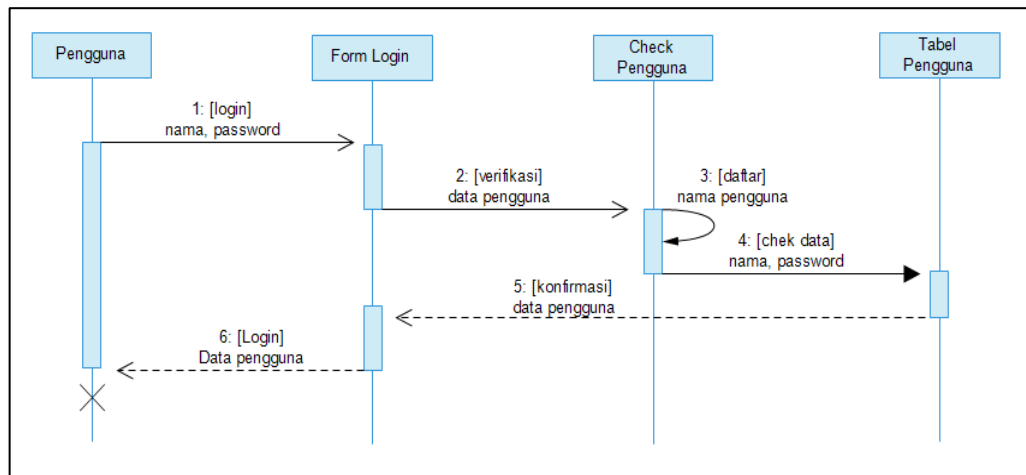 Pengguna
Form Login
Check
Pengguna
Tabel
Pengguna
1: [login]
nama, password
2: [verifikasi]
data pengguna
3: [daftar]
nama pengguna
4: [chek data]
nama, password
5: [konfirmasi]
data pengguna
6: [Login]
Data pengguna